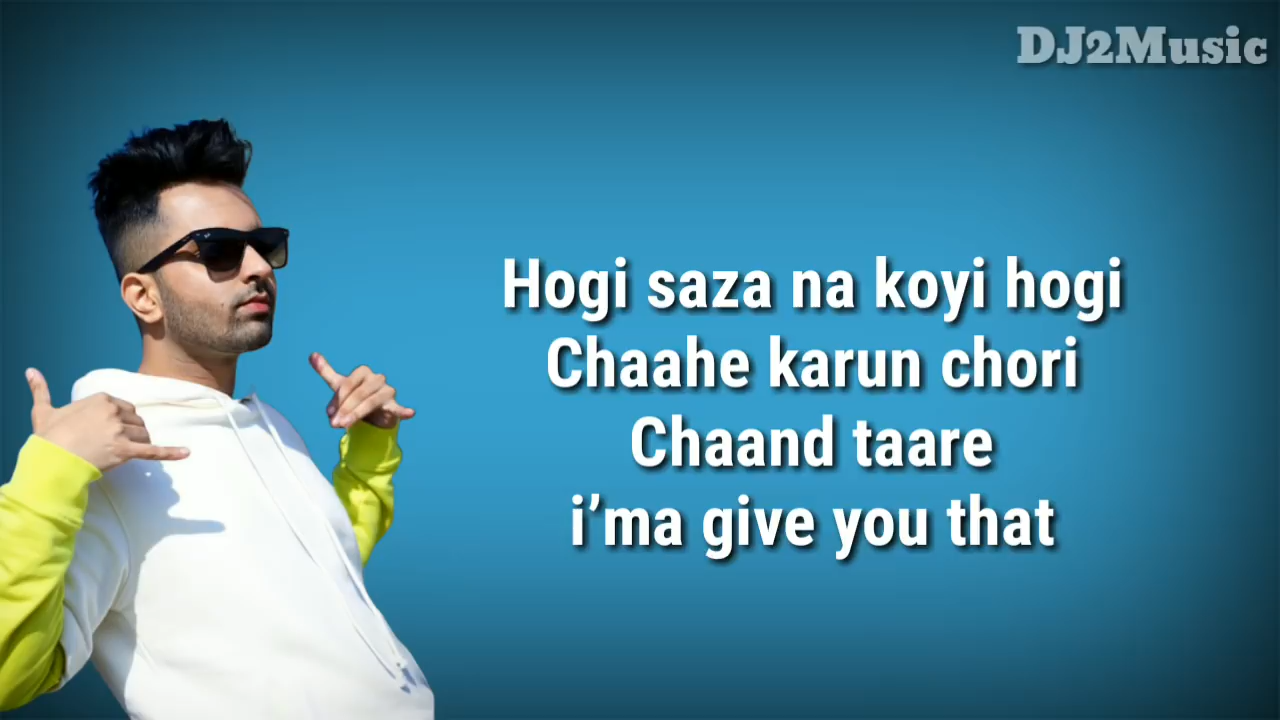 DJ2Music
Hogi saza na koyi hogi
Chaahe karun chori
Chaand taare
i’ma give you that